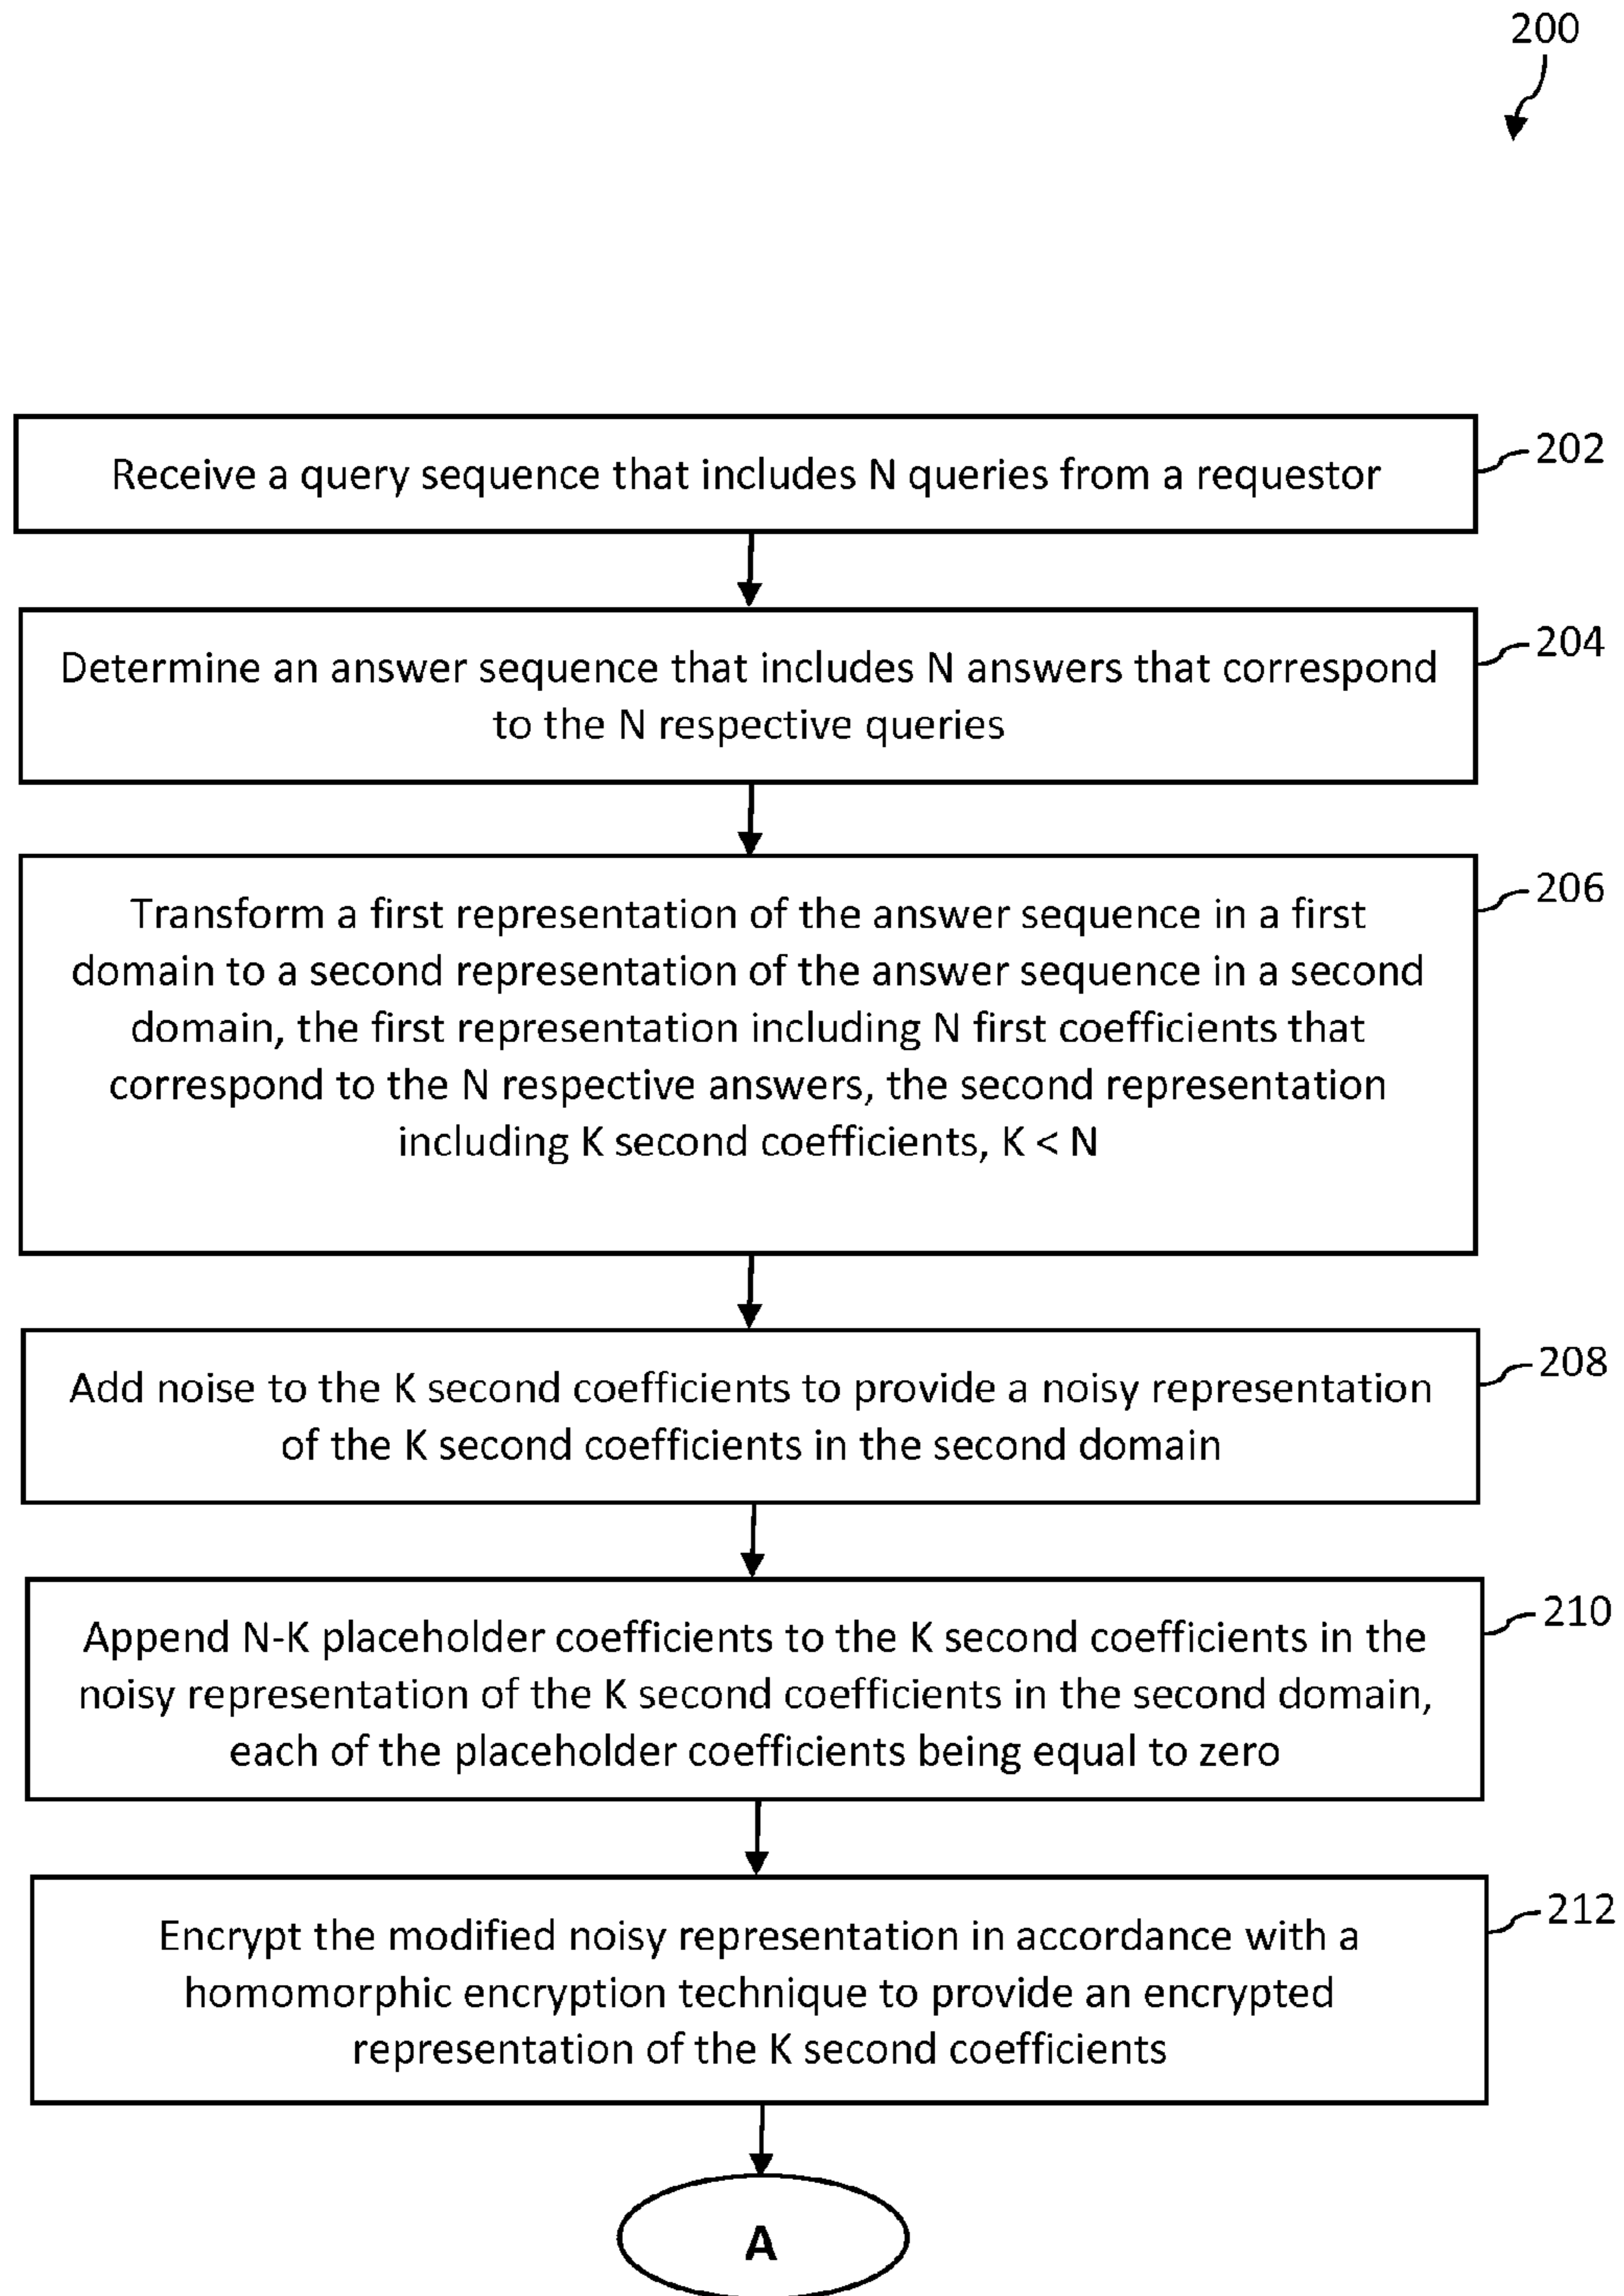 200
Receive a query sequence that includes N queries from a requestor
202
Determine an answer sequence that includes N answers that correspond
to the N respective queries
204
Transform a first representation of the answer sequence in a first
domain to a second representation of the answer sequence in a second
domain, the first representation including N first coefficients that
correspond to the N respective answers, the second representation
including K second coefficients, K < N
206
Add noise to the K second coefficients to provide a noisy representation
of the K second coefficients in the second domain
208
Append N-K placeholder coefficients to the K second coefficients in the
noisy representation of the K second coefficients in the second domain,
each of the placeholder coefficients being equal to zero
210
Encrypt the modified noisy representation in accordance with a
homomorphic encryption technique to provide an encrypted
representation of the K second coefficients
212
A